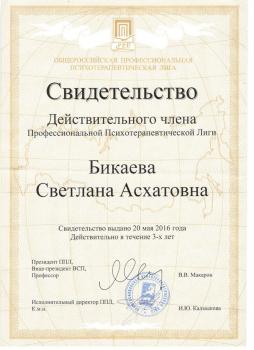 ППЛ
ОБЩЕРОССИЙСКАЯ ПРОФЕССИОНАЛЬНАЯ
ПСИХОТЕРАПЕВТИЧЕСКАЯ ЛИГА
Свидетельство
Действительного члена
Профессиональной Психотерапевтической Лиги
Бикаева
Светлана Асхатовна
Свидетельство выдано 20 мая 2016 года
Действительно в течение 3-х лет
Президент ППЛ,
Вице-президент ВСП,
Профессор
В.В. Макаров
Исполнительный директор ППЛ,
К.м.н.
И.Ю. Калмыкова